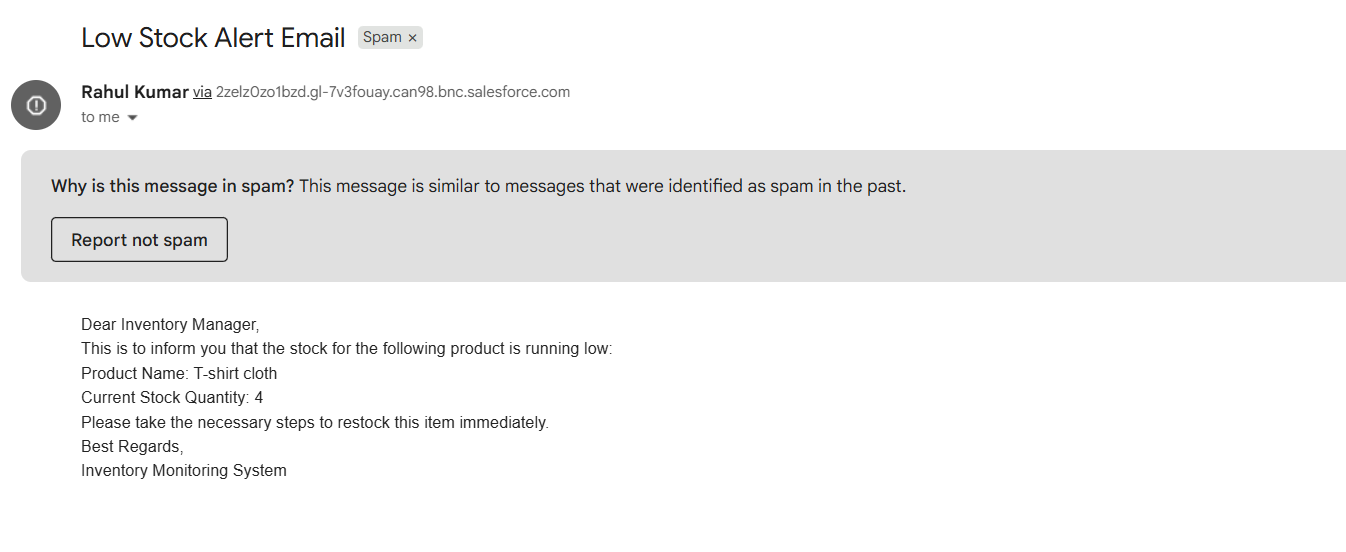 Low Stock Alert Email Spam ×
Rahul Kumar via 2zelz0zo1bzd.gl-7v3fouay.can98.bnc.salesforce.com
to me
Why is this message in spam? This message is similar to messages that were identified as spam in the past.
Report not spam
Dear Inventory Manager,
This is to inform you that the stock for the following product is running low:
Product Name: T-shirt cloth
Current Stock Quantity: 4
Please take the necessary steps to restock this item immediately.
Best Regards,
Inventory Monitoring System